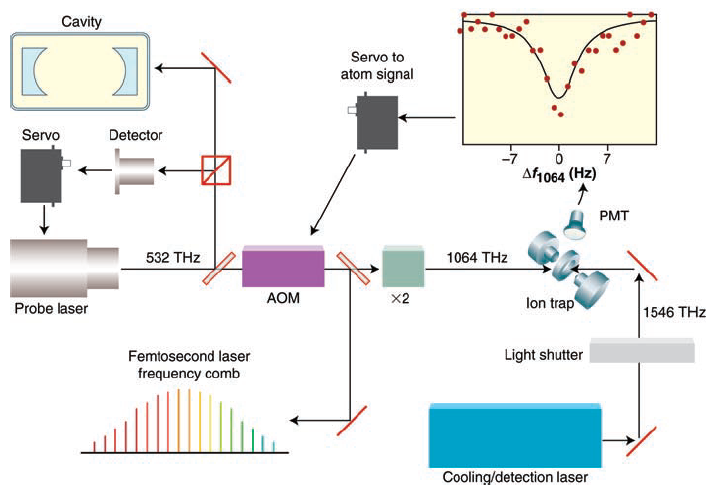 Cavity
Servo to
atom signal
Servo
Detector
-7
0
7
Δf1064 (Hz)
PMT
532 THz
1064 THz
Probe laser
AOM
×2
Ion trap
1546 THz
Light shutter
Femtosecond laser
frequency comb
Cooling/detection laser